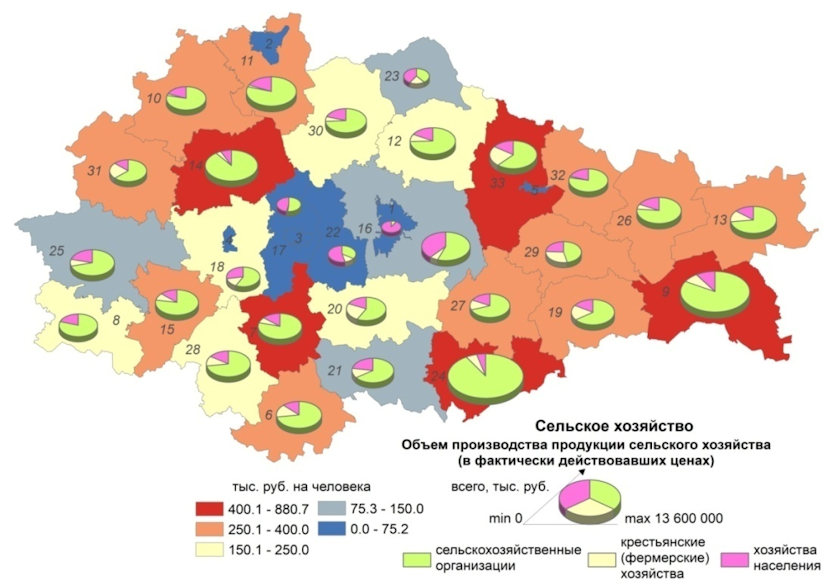 2
11
23
10
30
12
14
31
33
32
5
1
26
13
16
4
17
3
22
25
18
29
9
20
27
19
8
15
7
28
21
24
6
Сельское хозяйство
Объем производства продукции сельского хозяйства
(в фактически действовавших ценах)
тыс. руб. на человека
400.1 - 880.7
250.1 - 400.0
150.1 - 250.0
75.3 - 150.0
0.0 - 75.2
всего, тыс. руб.
min 0
max 13 600 000
сельскохозяйственные
организации
крестьянские
(фермерские)
хозяйства
хозяйства
населения